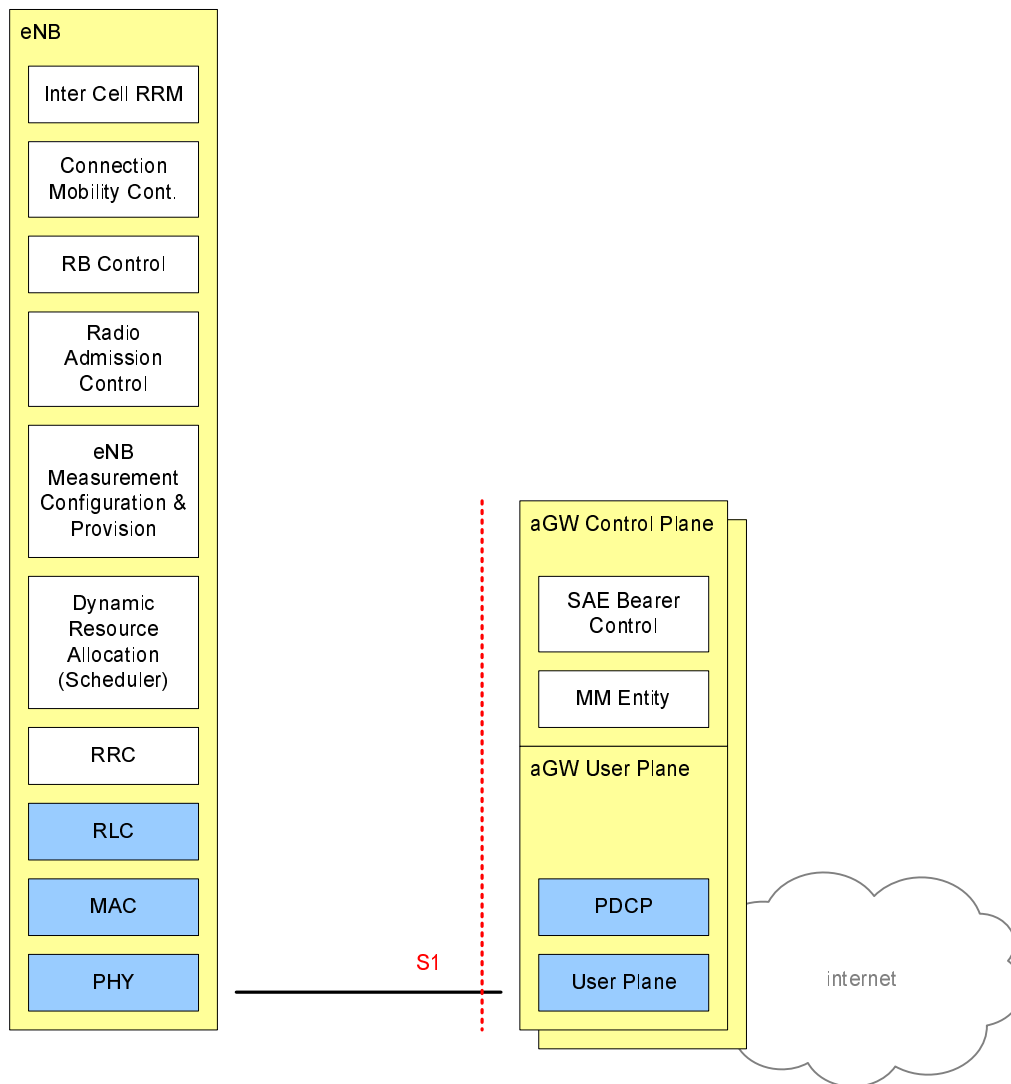 eNB
Inter Cell RRM
Connection
Mobility Cont.
RB Control
Radio
Admission
Control
eNB
Measurement
Configuration &
Provision
Dynamic
Resource
Allocation
(Scheduler)
RRC
RLC
MAC
PHY
S1
aGW Control Plane
SAE Bearer
Control
MM Entity
aGW User Plane
PDCP
User Plane
internet